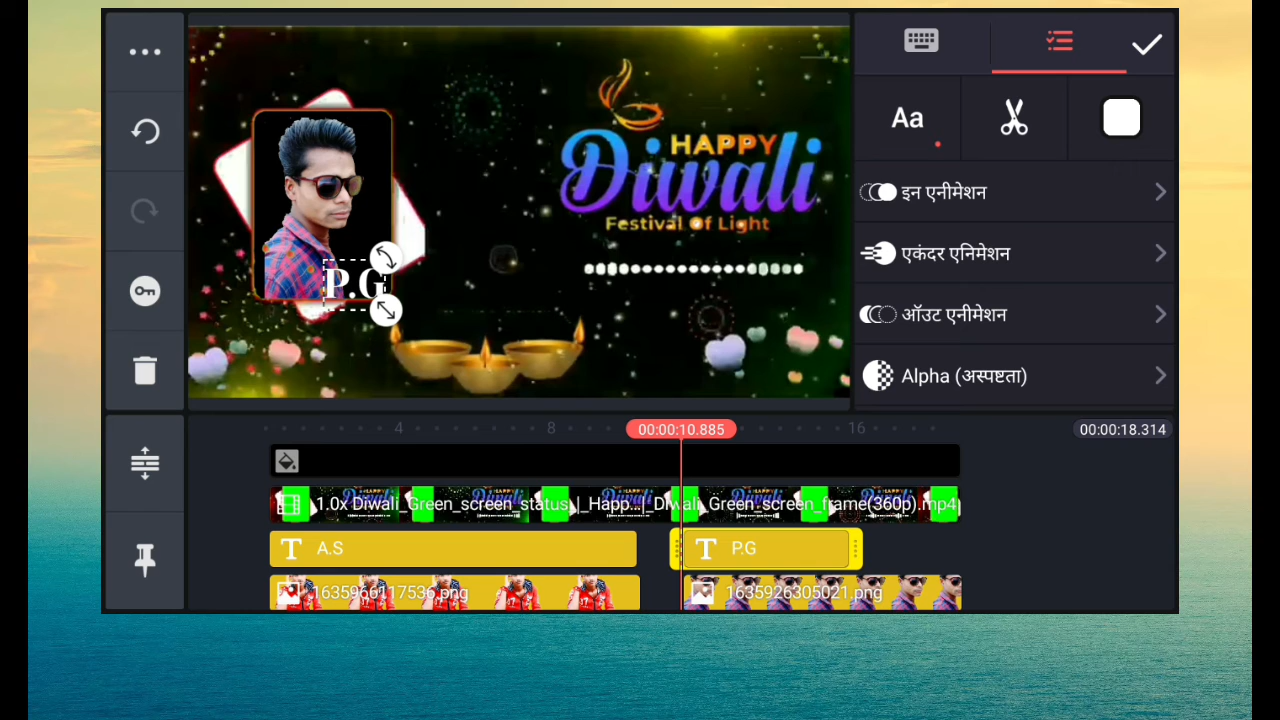 HAPPY
Diwali
Festival Of Light
P.G
Aa
इन एनीमेशन
एकंदर एनिमेशन
ऑउट एनीमेशन
Alpha (अस्पष्टता)
4
8
00:00:10.885
16
00:00:18.314
1.0x Diwali_Green_screen_status_|_Happ...|_Diwali_Green_screen_frame(360p).mp4
A.S
P.G
1635966117536.png
1635926305021.png